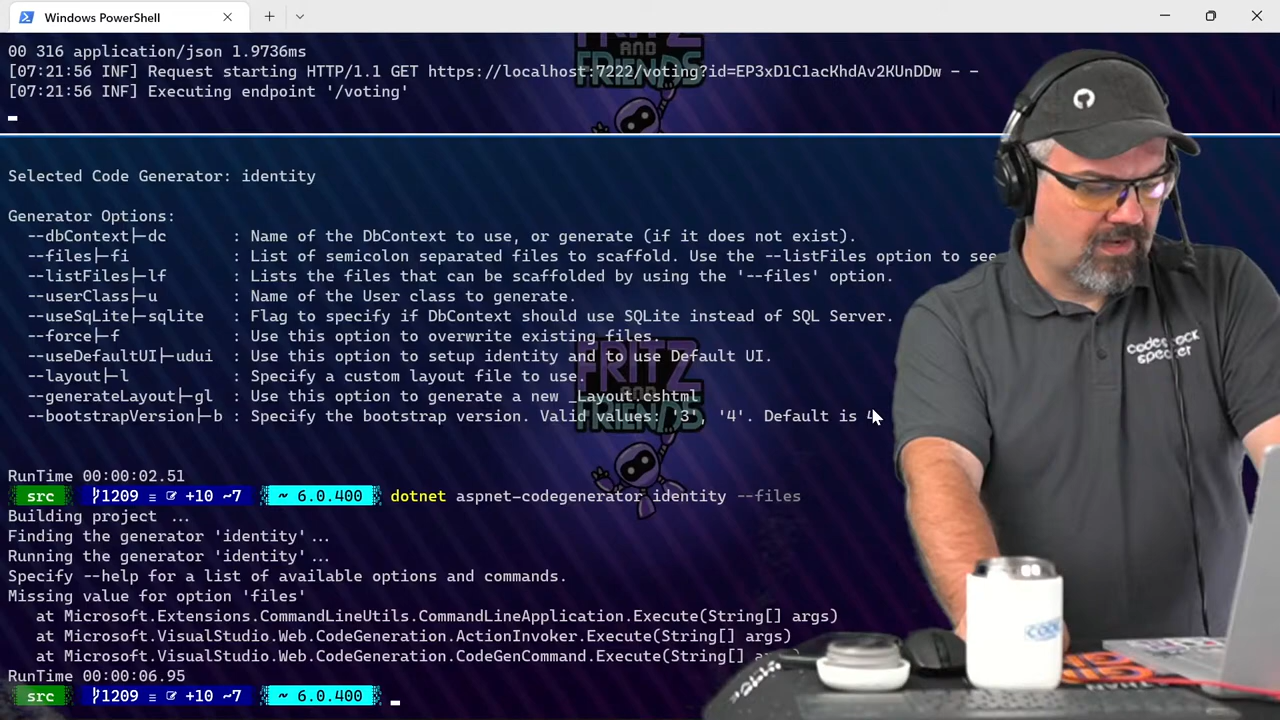 Windows PowerShell
00 316 application/json 1.9736ms
[07:21:56 INF] Request starting HTTP/1.1 GET https://localhost:7222/voting?id=EP3xD1C1acKhdAv2KUnDDw - -
[07:21:56 INF] Executing endpoint '/voting'
Selected Code Generator: identity
Generator Options:
--dbContext|-dc : Name of the DbContext to use, or generate (if it does not exist).
--files|-fi : List of semicolon separated files to scaffold. Use the --listFiles option to see
--listFiles|-lf : Lists the files that can be scaffolded by using the '--files' option.
--userClass|-u : Name of the User class to generate.
--useSqLite|-sqlite : Flag to specify if DbContext should use SQLite instead of SQL Server.
--force|-f : Use this option to overwrite existing files.
--useDefaultUI|-udui : Use this option to setup identity and to use Default UI.
--layout|-l : Specify a custom layout file to use.
--generateLayout|-gl : Use this option to generate a new _Layout.cshtml
--bootstrapVersion|-b : Specify the bootstrap version. Valid values: '3', '4'. Default is 4
RunTime 00:00:02.51
src 1209 ≡ +10 ~7 ~ 6.0.400 dotnet aspnet-codegenerator identity --files
Building project ...
Finding the generator 'identity'...
Running the generator 'identity'...
Specify --help for a list of available options and commands.
Missing value for option 'files'
at Microsoft.Extensions.CommandLineUtils.CommandLineApplication.Execute(String[] args)
at Microsoft.VisualStudio.Web.CodeGeneration.ActionInvoker.Execute(String[] args)
at Microsoft.VisualStudio.Web.CodeGeneration.CodeGenCommand.Execute(String[]
RunTime 00:00:06.95
src 1209 ≡ +10 ~7 ~ 6.0.400
FRITZ
AND
FRIENDS
FRITZ
AND
FRIENDS
codestock
speaker
CODE
THAN